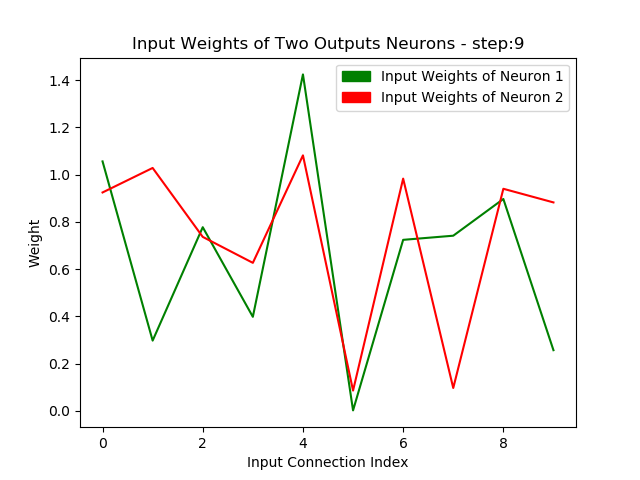 Input Weights of Two Outputs Neurons - step:9
Input Weights of Neuron 1
Input Weights of Neuron 2
Weight
1.4
1.2
1.0
0.8
0.6
0.4
0.2
0.0
0 2 4 6 8
Input Connection Index